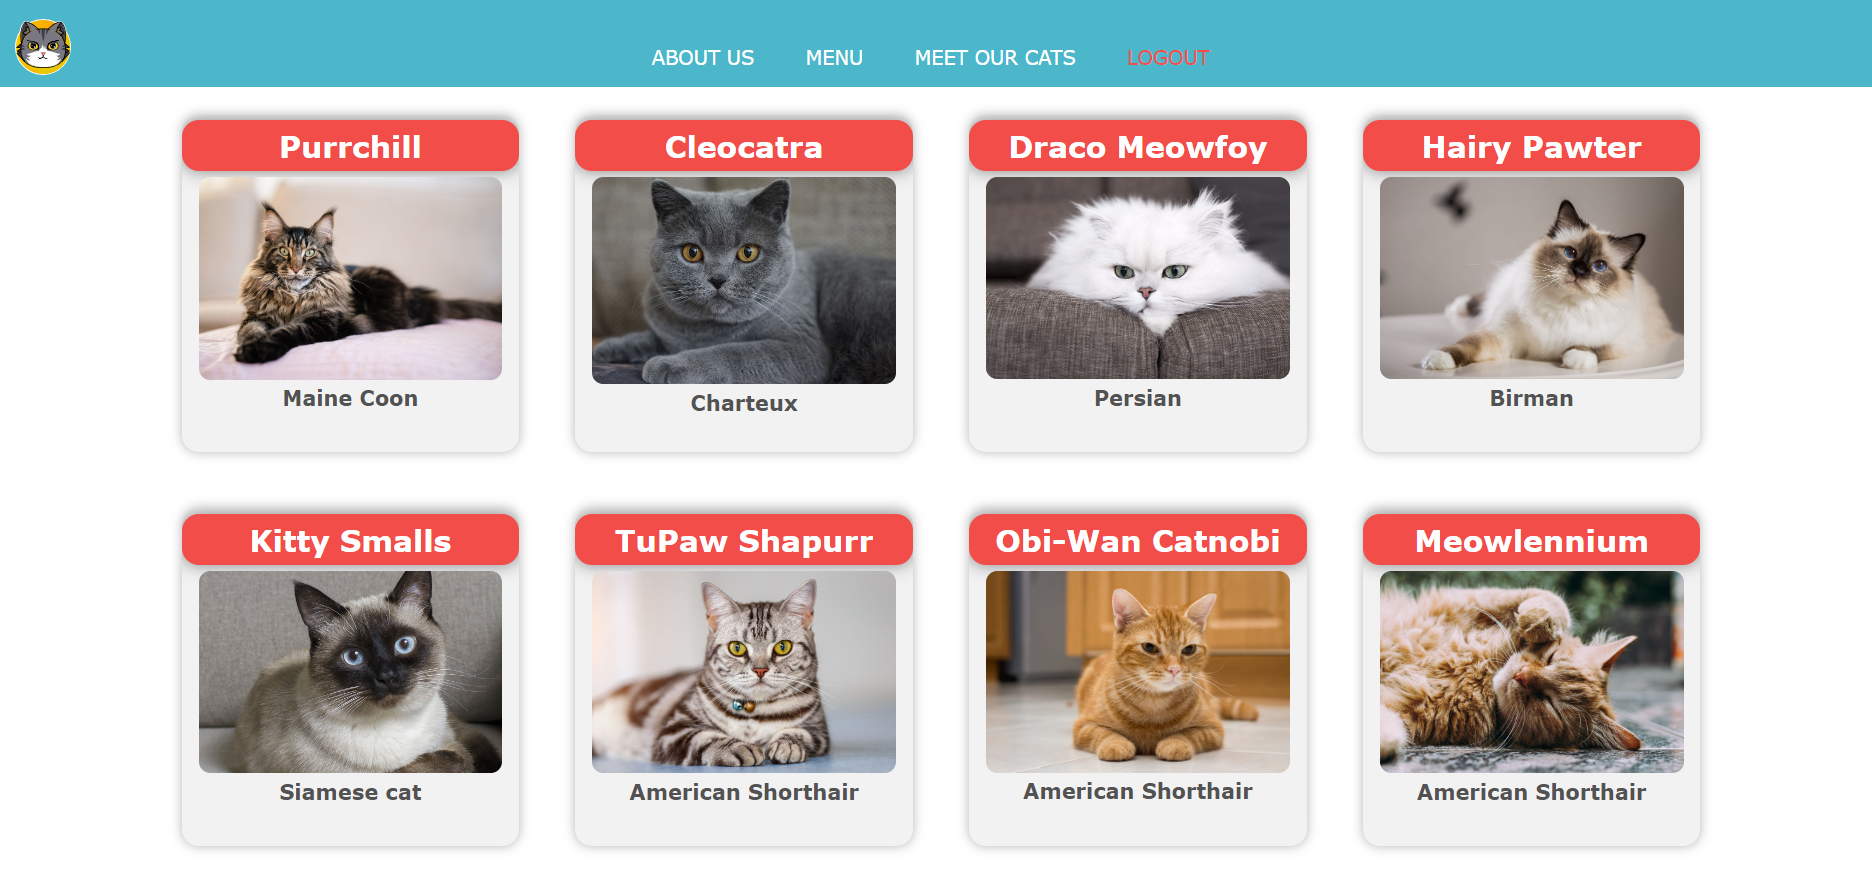 ABOUT US MENU MEET OUR CATS LOGOUT
Purrchill
Maine Coon
Cleocatra
Charteux
Draco Meowfoy
Persian
Hairy Pawter
Birman
Kitty Smalls
Siamese cat
TuPaw Shapurr
American Shorthair
Obi-Wan Catnobi
American Shorthair
Meowlennium
American Shorthair